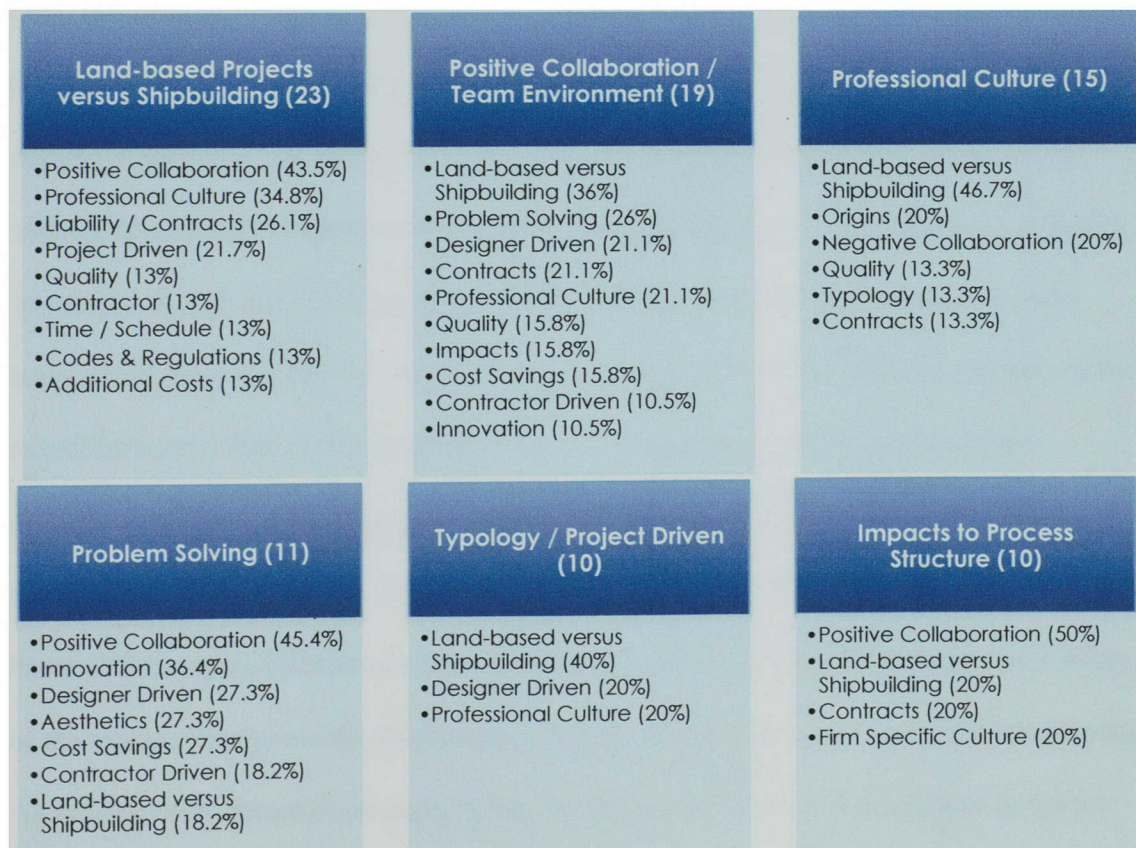 Land-based Projects
versus Shipbuilding (23)
•Positive Collaboration (43.5%)
•Professional Culture (34.8%)
•Liability / Contracts (26.1%)
•Project Driven (21.7%)
•Quality (13%)
•Contractor (13%)
•Time / Schedule (13%)
•Codes & Regulations (13%)
•Additional Costs (13%)
Positive Collaboration /
Team Environment (19)
•Land-based versus
Shipbuilding (36%)
•Problem Solving (26%)
•Designer Driven (21.1%)
•Contracts (21.1%)
•Professional Culture (21.1%)
•Quality (15.8%)
•Impacts (15.8%)
•Cost Savings (15.8%)
•Contractor Driven (10.5%)
•Innovation (10.5%)
Professional Culture (15)
•Land-based versus
Shipbuilding (46.7%)
•Origins (20%)
•Negative Collaboration (20%)
•Quality (13.3%)
•Typology (13.3%)
•Contracts (13.3%)
Problem Solving (11)
•Positive Collaboration (45.4%)
•Innovation (36.4%)
•Designer Driven (27.3%)
•Aesthetics (27.3%)
•Cost Savings (27.3%)
•Contractor Driven (18.2%)
•Land-based versus
Shipbuilding (18.2%)
Typology / Project Driven
(10)
•Land-based versus
Shipbuilding (40%)
•Designer Driven (20%)
•Professional Culture (20%)
Impacts to Process
Structure (10)
•Positive Collaboration (50%)
•Land-based versus
Shipbuilding (20%)
•Contracts (20%)
•Firm Specific Culture (20%)